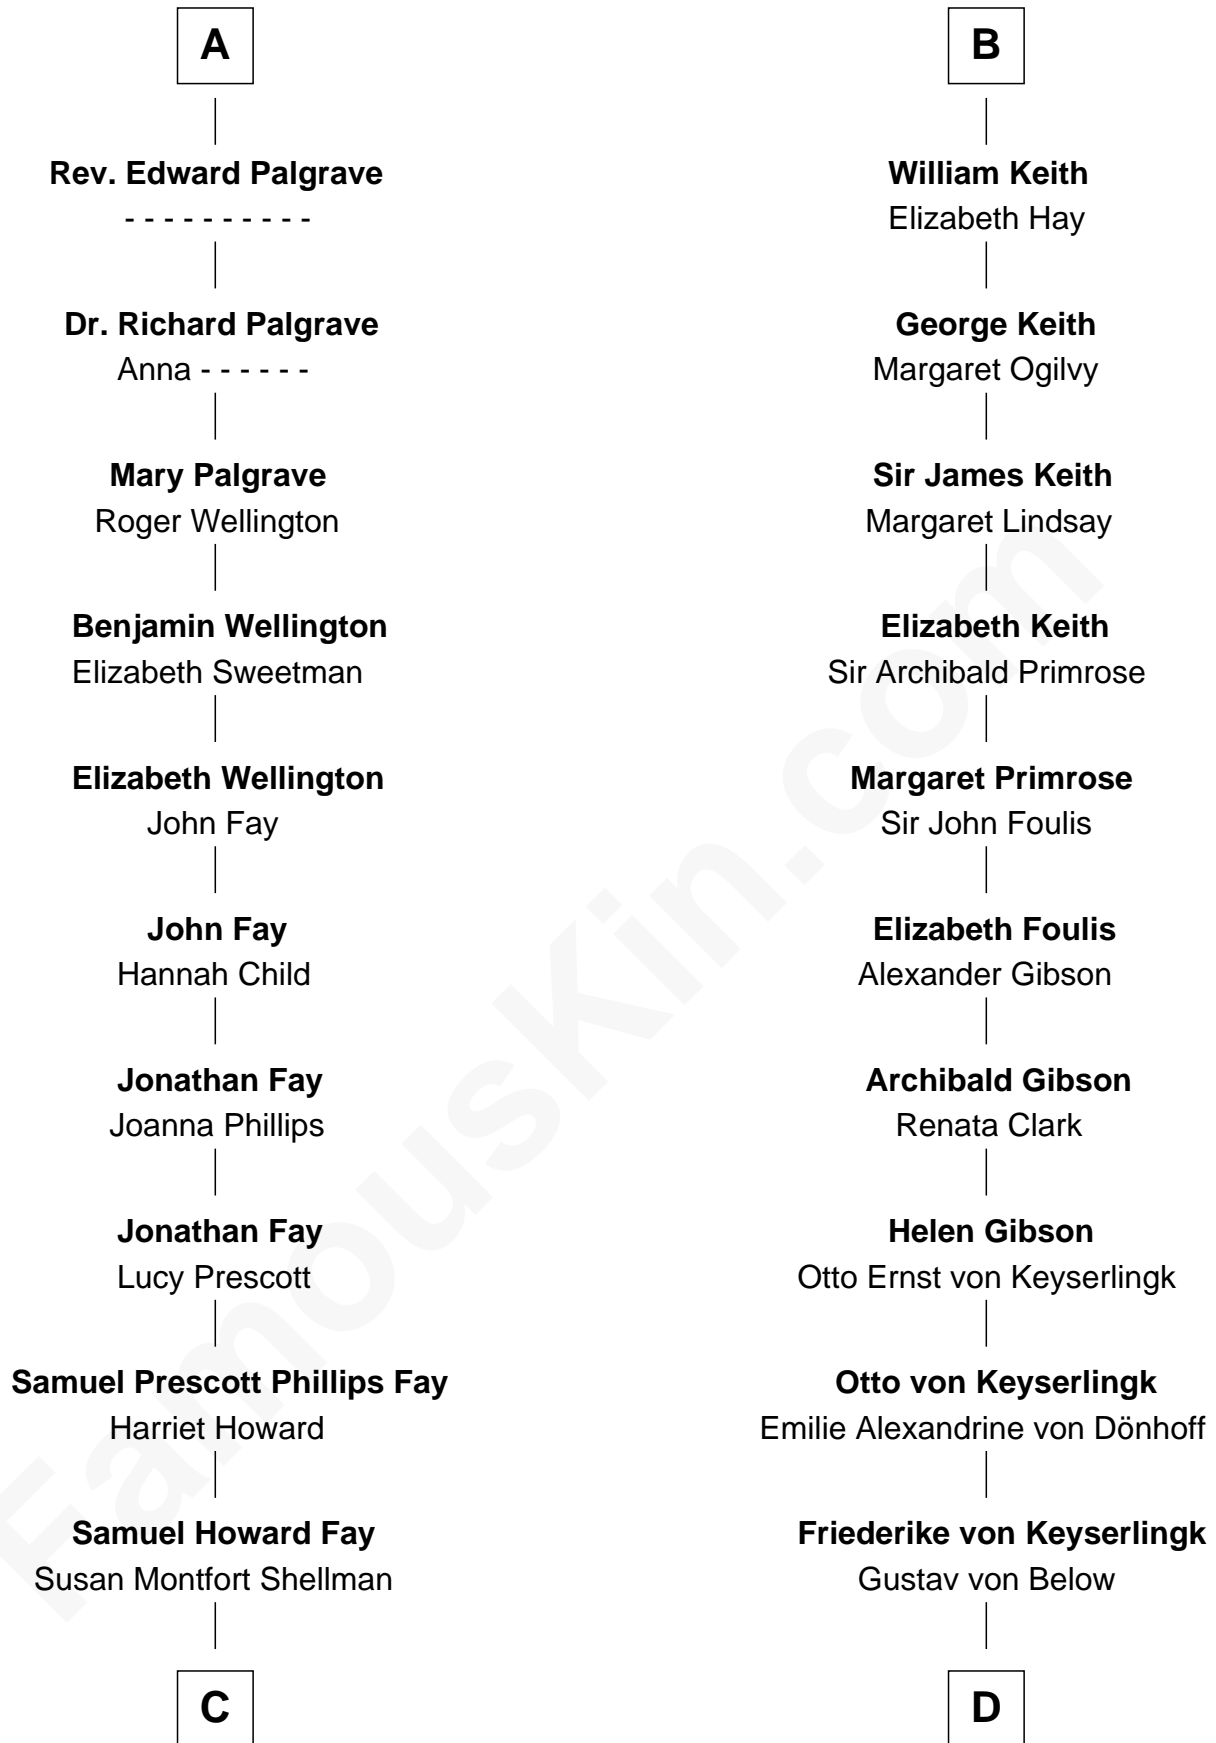 A
Rev. Edward Palgrave
- - - - - - - - - -
Dr. Richard Palgrave
Anna - - - - - -
Mary Palgrave
Roger Wellington
Benjamin Wellington
Elizabeth Sweetman
Elizabeth Wellington
John Fay
John Fay
Hannah Child
Jonathan Fay
Joanna Phillips
Jonathan Fay
Lucy Prescott
Samuel Prescott Phillips Fay
Harriet Howard
Samuel Howard Fay
Susan Montfort Shellman
C
B
William Keith
Elizabeth Hay
George Keith
Margaret Ogilvy
Sir James Keith
Margaret Lindsay
Elizabeth Keith
Sir Archibald Primrose
Margaret Primrose
Sir John Foulis
Elizabeth Foulis
Alexander Gibson
Archibald Gibson
Renata Clark
Helen Gibson
Otto Ernst von Keyserlingk
Otto von Keyserlingk
Emilie Alexandrine von Dönhoff
Friederike von Keyserlingk
Gustav von Below
D
FamousKin.com